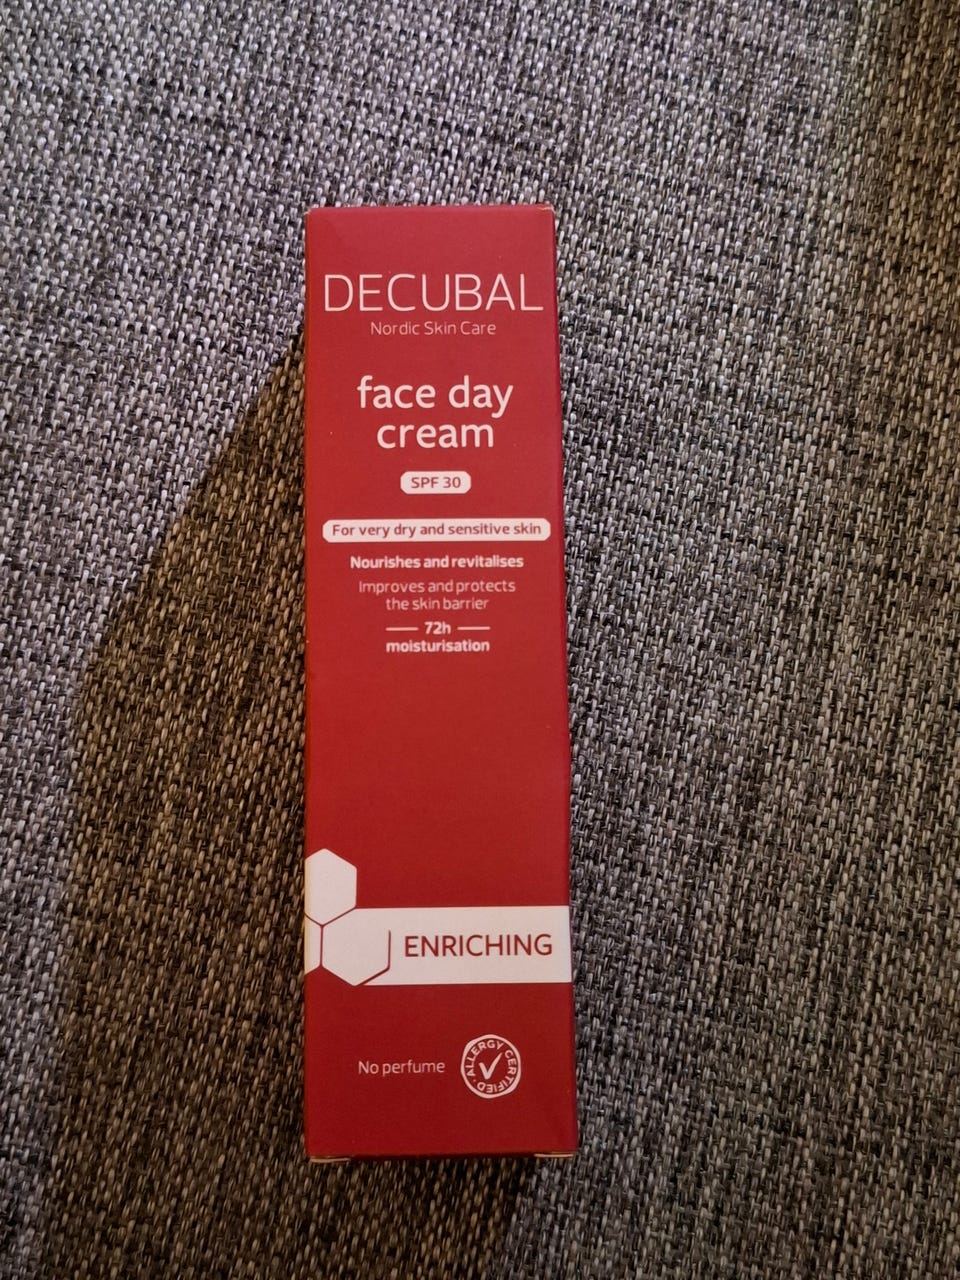 DECUBAL
Nordic Skin Care
face day
cream
SPF 30
For very dry and sensitive skin
Nourishes and revitalises
Improves and protects
the skin barrier
72h
moisturisation
ENRICHING
No perfume
ALLERGY CERTIFIED